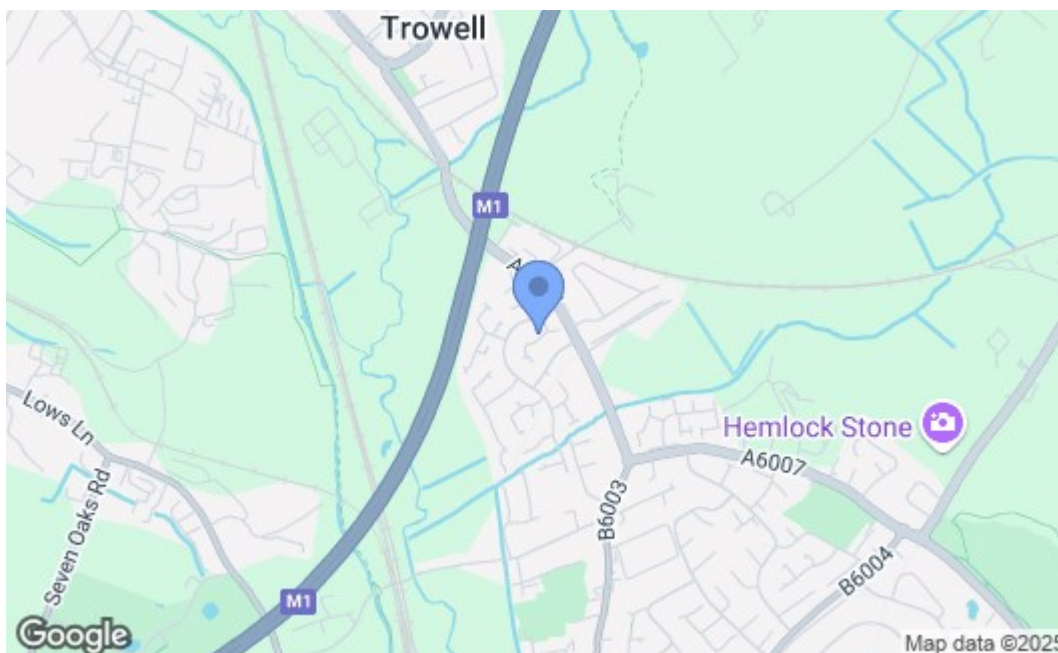 Trowell
M1
A
Hemlock Stone
A6007
Lows Ln
Seven Oaks Rd
B6003
B6004
M1
Google
Map data ©2025